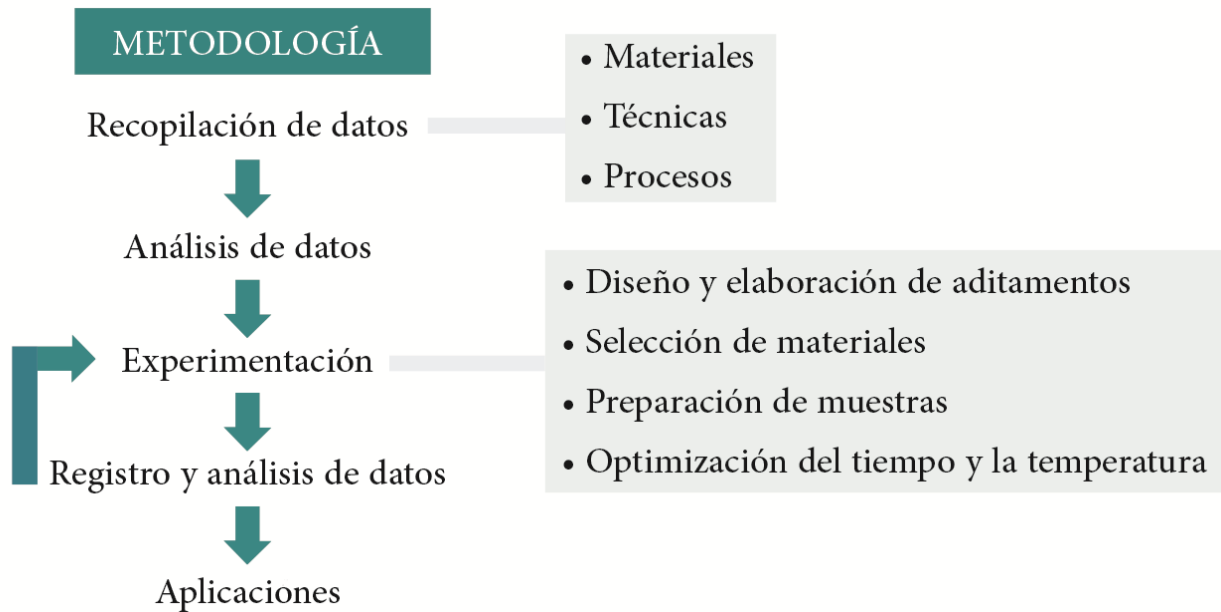 METODOLOGÍA
Recopilación de datos
• Materiales
• Técnicas
• Procesos
Análisis de datos
Experimentación
• Diseño y elaboración de aditamentos
• Selección de materiales
• Preparación de muestras
• Optimización del tiempo y la temperatura
Registro y análisis de datos
Aplicaciones